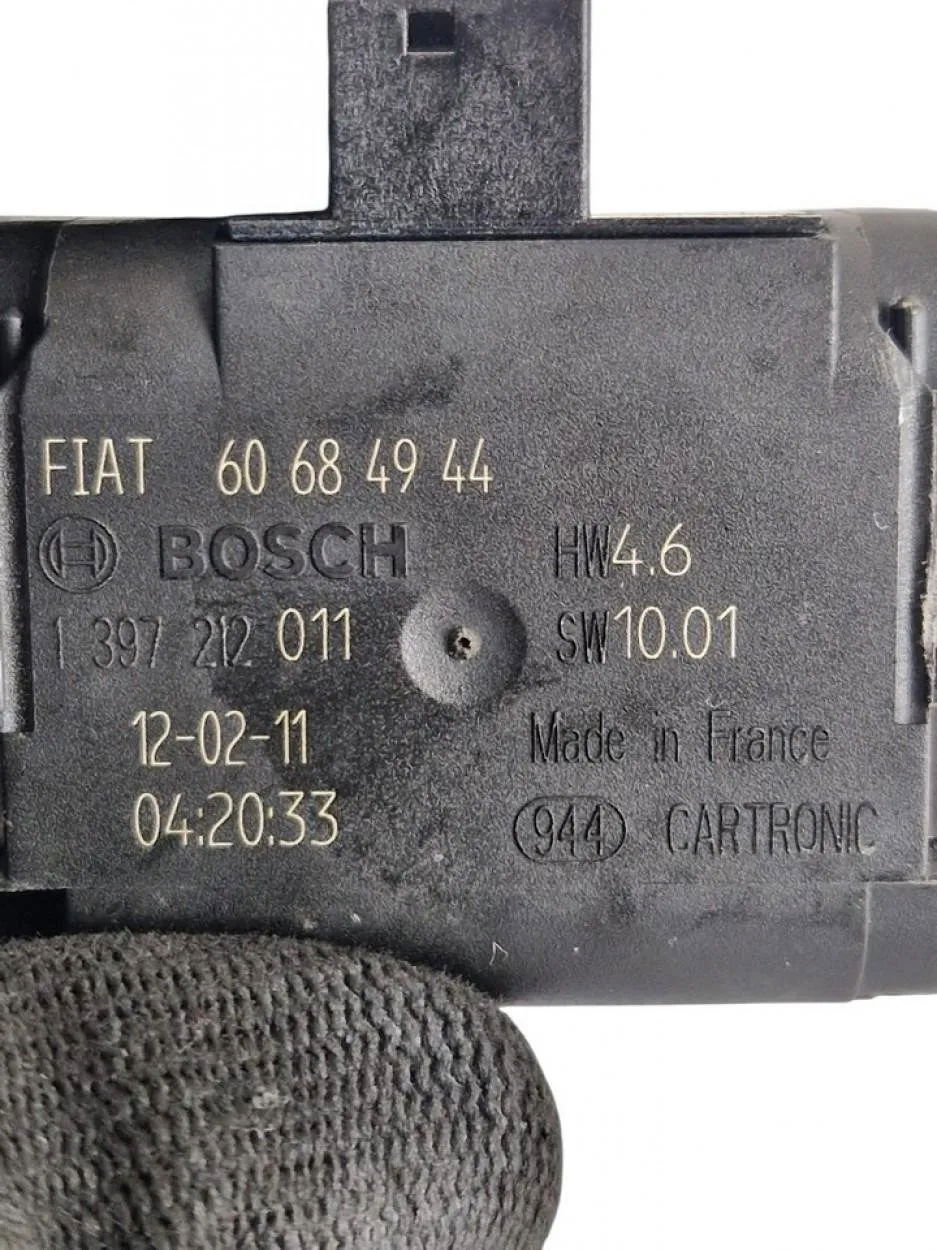 FIAT 60 68 49 44
BOSCH HW4.6
1 397 212 011 SW10.01
12-02-11 Made in France
04:20:33 944 CARTRONIC